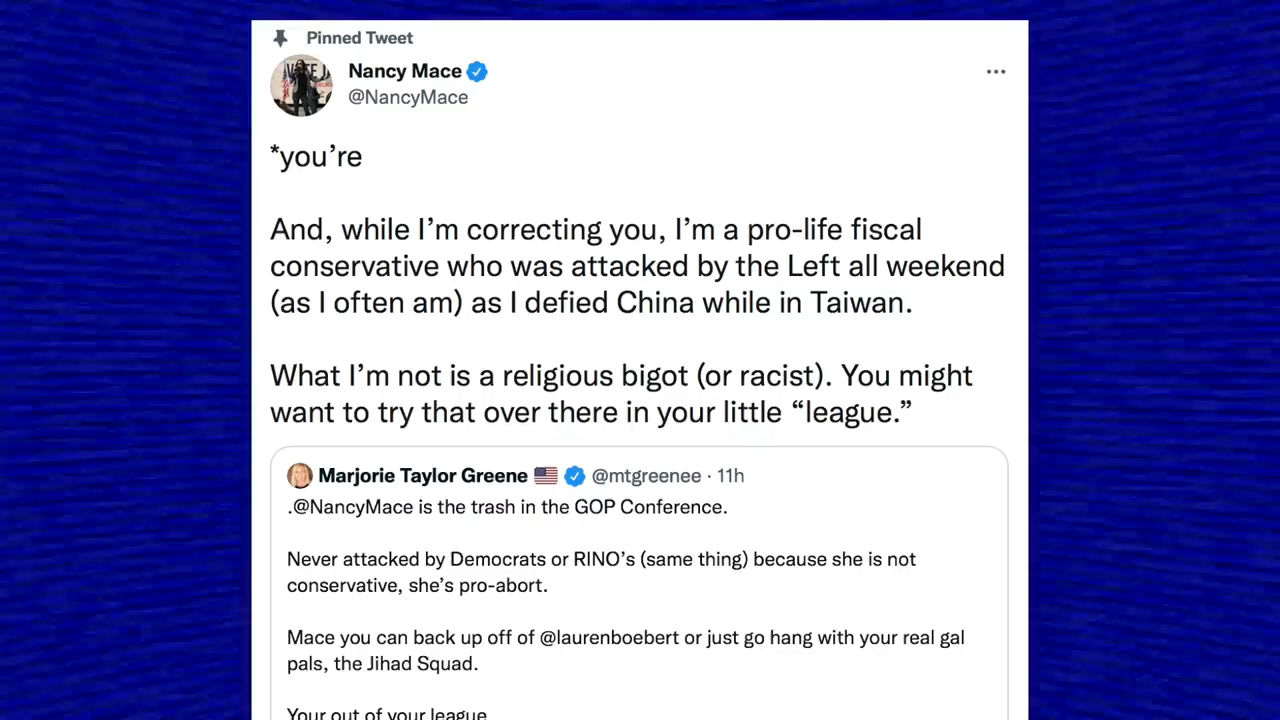 Pinned Tweet
Nancy Mace
@NancyMace
*you’re
And, while I’m correcting you, I’m a pro-life fiscal
conservative who was attacked by the Left all weekend
(as I often am) as I defied China while in Taiwan.
What I’m not is a religious bigot (or racist). You might
want to try that over there in your little “league.”
Marjorie Taylor Greene @mtgreenee · 11h
.@NancyMace is the trash in the GOP Conference.
Never attacked by Democrats or RINO’s (same thing) because she is not
conservative, she’s pro-abort.
Mace you can back up off of @laurenboebert or just go hang with your real gal
pals, the Jihad Squad.
Your out of your league